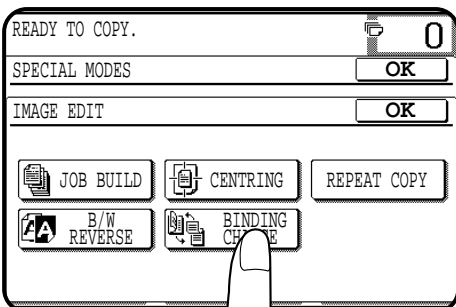 READY TO COPY.
0
SPECIAL MODES
OK
IMAGE EDIT
OK
JOB BUILD
CENTRING
REPEAT COPY
B/W
REVERSE
BINDING